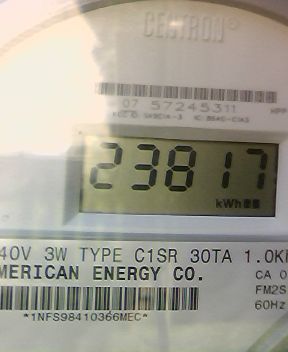 CENTRON®
07 57245311
23817
kWh
40V 3W TYPE C1SR 30TA 1.0K
MERICAN ENERGY CO.
CA 0
FM2S
60Hz
*1NFS98410366MEC*